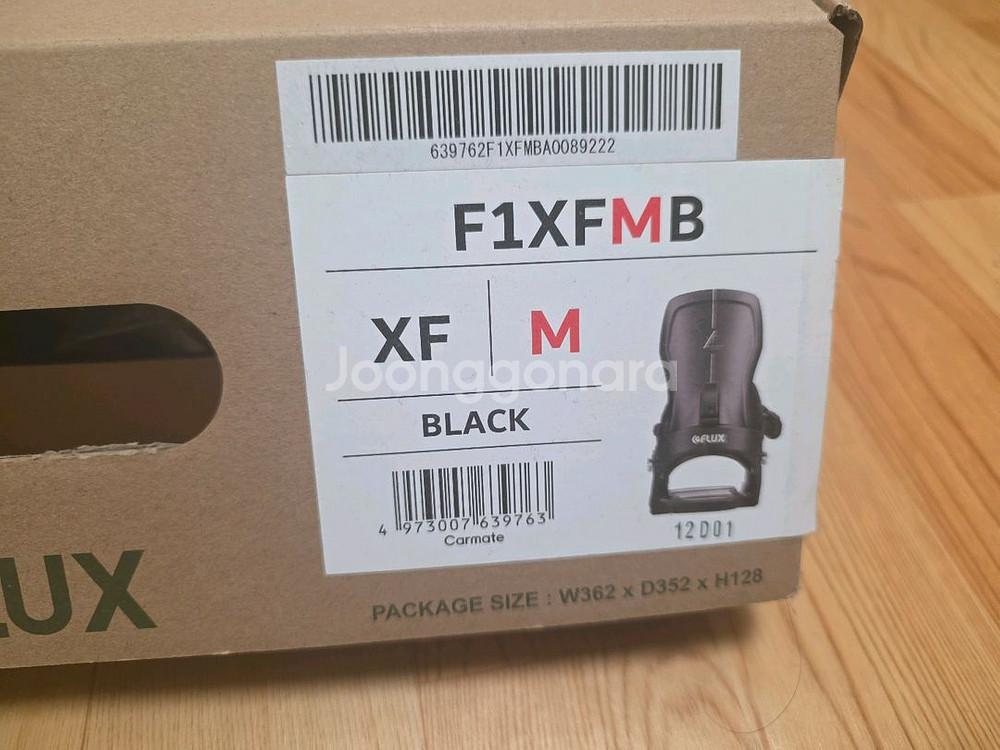 639762F1XFMBA0089222
F1XFMB
XF
M
Joonggonara
BLACK
FLUX
4 973007 639763
Carmate
12D01
LUX
PACKAGE SIZE : W362 x D352 x H128